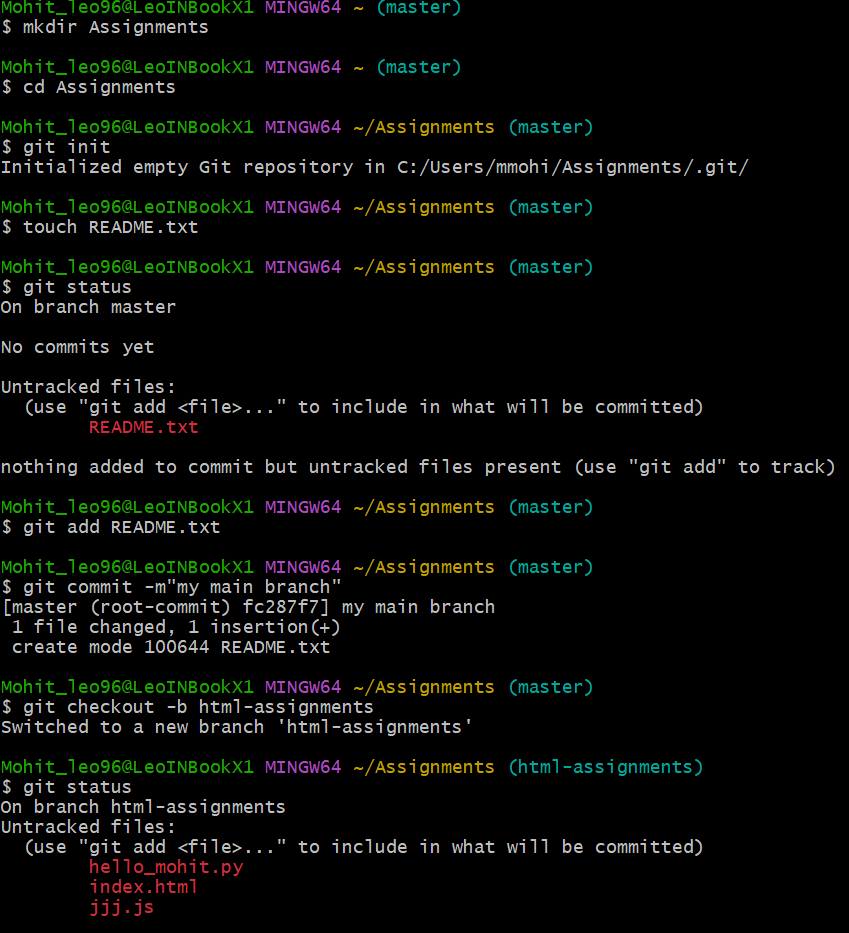 Mohit_leo96@LeoINBookX1 MINGW64 ~ (master)
$ mkdir Assignments
Mohit_leo96@LeoINBookX1 MINGW64 ~ (master)
$ cd Assignments
Mohit_leo96@LeoINBookX1 MINGW64 ~/Assignments (master)
$ git init
Initialized empty Git repository in C:/Users/mmohi/Assignments/.git/
Mohit_leo96@LeoINBookX1 MINGW64 ~/Assignments (master)
$ touch README.txt
Mohit_leo96@LeoINBookX1 MINGW64 ~/Assignments (master)
$ git status
On branch master
No commits yet
Untracked files:
  (use "git add <file>..." to include in what will be committed)
        README.txt
nothing added to commit but untracked files present (use "git add" to track)
Mohit_leo96@LeoINBookX1 MINGW64 ~/Assignments (master)
$ git add README.txt
Mohit_leo96@LeoINBookX1 MINGW64 ~/Assignments (master)
$ git commit -m"my main branch"
[master (root-commit) fc287f7] my main branch
 1 file changed, 1 insertion(+)
 create mode 100644 README.txt
Mohit_leo96@LeoINBookX1 MINGW64 ~/Assignments (master)
$ git checkout -b html-assignments
Switched to a new branch 'html-assignments'
Mohit_leo96@LeoINBookX1 MINGW64 ~/Assignments (html-assignments)
$ git status
On branch html-assignments
Untracked files:
  (use "git add <file>..." to include in what will be committed)
        hello_mohit.py
        index.html
        jjj.js